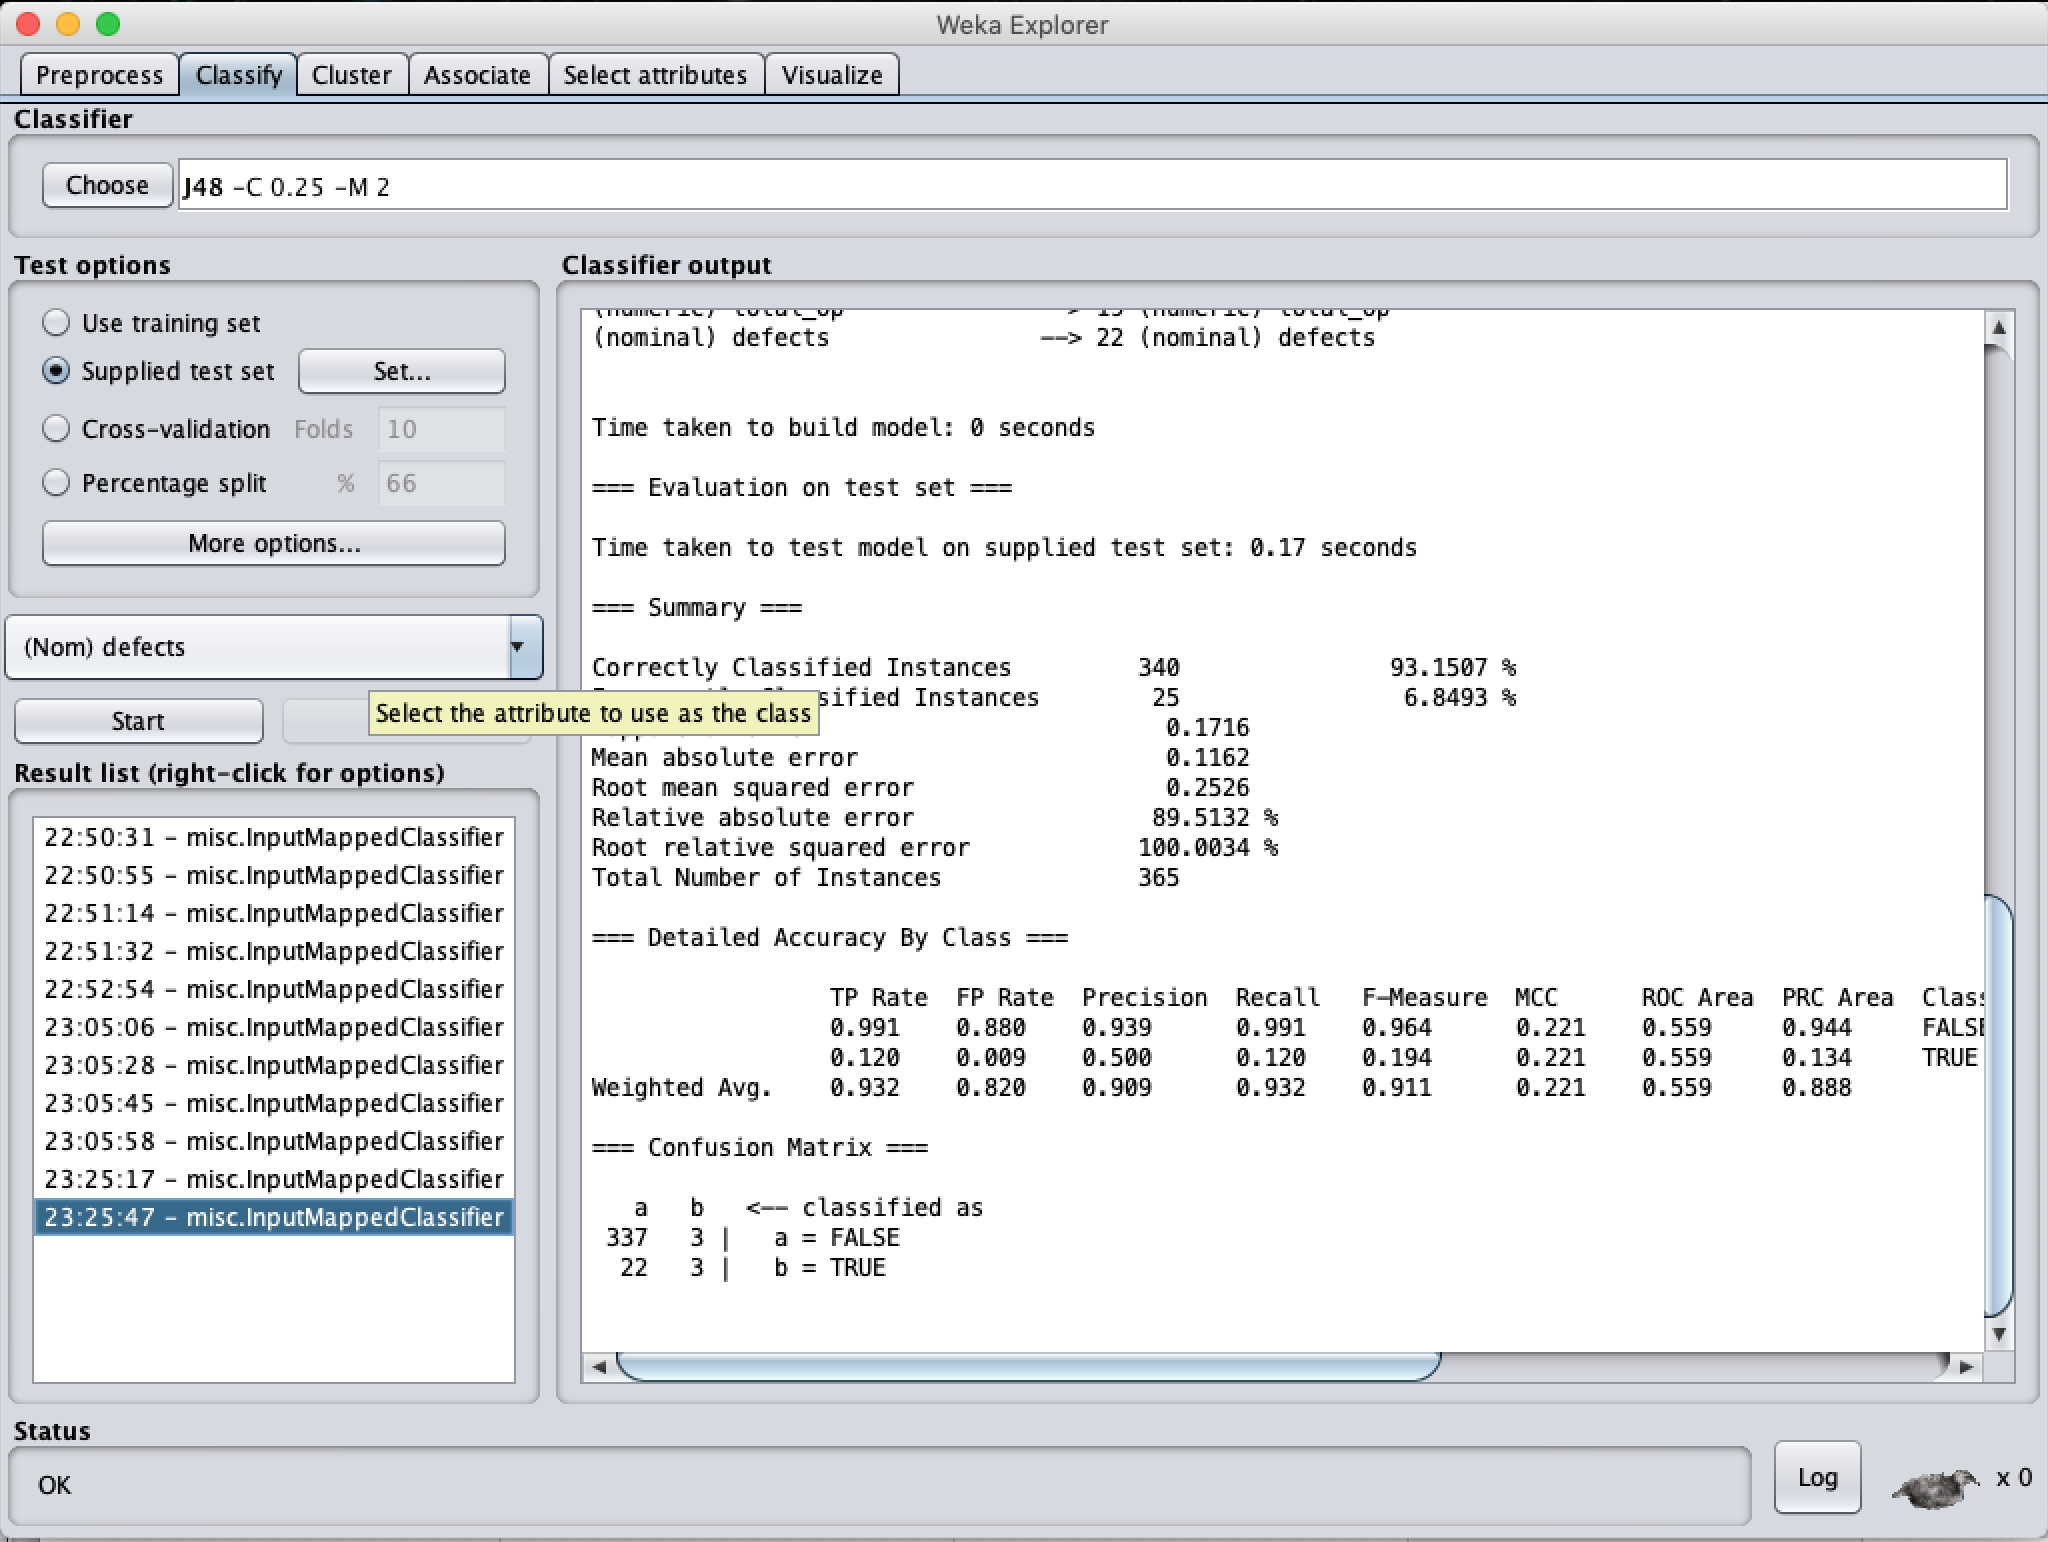 Weka Explorer
Preprocess Classify Cluster Associate Select attributes Visualize
Classifier
Choose J48 -C 0.25 -M 2
Test options
Use training set
Supplied test set Set...
Cross-validation Folds 10
Percentage split % 66
More options...
(Nom) defects
Start
Select the attribute to use as the class
Result list (right-click for options)
22:50:31 - misc.InputMappedClassifier
22:50:55 - misc.InputMappedClassifier
22:51:14 - misc.InputMappedClassifier
22:51:32 - misc.InputMappedClassifier
22:52:54 - misc.InputMappedClassifier
23:05:06 - misc.InputMappedClassifier
23:05:28 - misc.InputMappedClassifier
23:05:45 - misc.InputMappedClassifier
23:05:58 - misc.InputMappedClassifier
23:25:17 - misc.InputMappedClassifier
23:25:47 - misc.InputMappedClassifier
Classifier output
(numeric) total_op --> 15 (numeric) total_op
(nominal) defects --> 22 (nominal) defects
Time taken to build model: 0 seconds
=== Evaluation on test set ===
Time taken to test model on supplied test set: 0.17 seconds
=== Summary ===
Correctly Classified Instances 340 93.1507 %
sified Instances 25 6.8493 %
0.1716
Mean absolute error 0.1162
Root mean squared error 0.2526
Relative absolute error 89.5132 %
Root relative squared error 100.0034 %
Total Number of Instances 365
=== Detailed Accuracy By Class ===
TP Rate FP Rate Precision Recall F-Measure MCC ROC Area PRC Area Clas
0.991 0.880 0.939 0.991 0.964 0.221 0.559 0.944 FALSE
0.120 0.009 0.500 0.120 0.194 0.221 0.559 0.134 TRUE
Weighted Avg. 0.932 0.820 0.909 0.932 0.911 0.221 0.559 0.888
=== Confusion Matrix ===
a b <-- classified as
337 3 | a = FALSE
22 3 | b = TRUE
Status
OK
Log
x 0